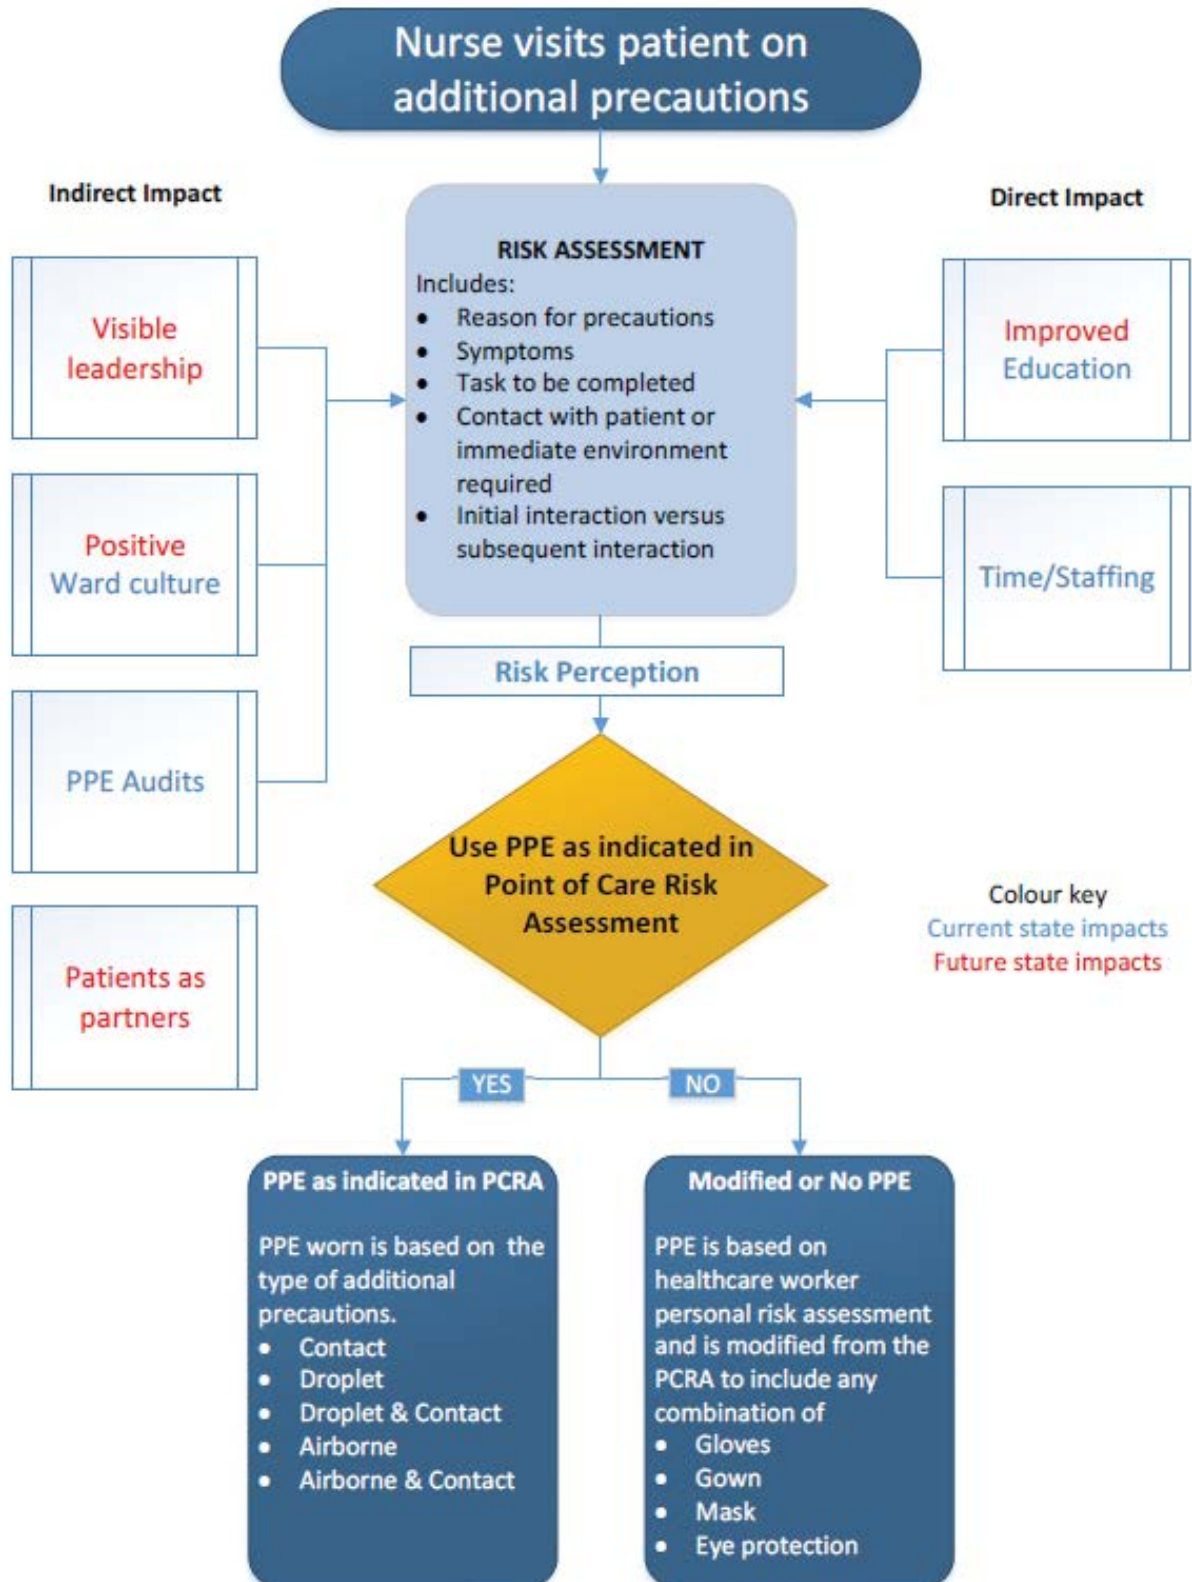 Nurse visits patient on
additional precautions
Indirect Impact
Visible
leadership
Positive
Ward culture
PPE Audits
Patients as
partners
RISK ASSESSMENT
Includes:
• Reason for precautions
• Symptoms
• Task to be completed
• Contact with patient or
immediate environment
required
• Initial interaction versus
subsequent interaction
Direct Impact
Improved
Education
Time/Staffing
Risk Perception
Use PPE as indicated in
Point of Care Risk
Assessment
Colour key
Current state impacts
Future state impacts
YES
NO
PPE as indicated in PCRA
PPE worn is based on the
type of additional
precautions.
• Contact
• Droplet
• Droplet & Contact
• Airborne
• Airborne & Contact
Modified or No PPE
PPE is based on
healthcare worker
personal risk assessment
and is modified from the
PCRA to include any
combination of
• Gloves
• Gown
• Mask
• Eye protection